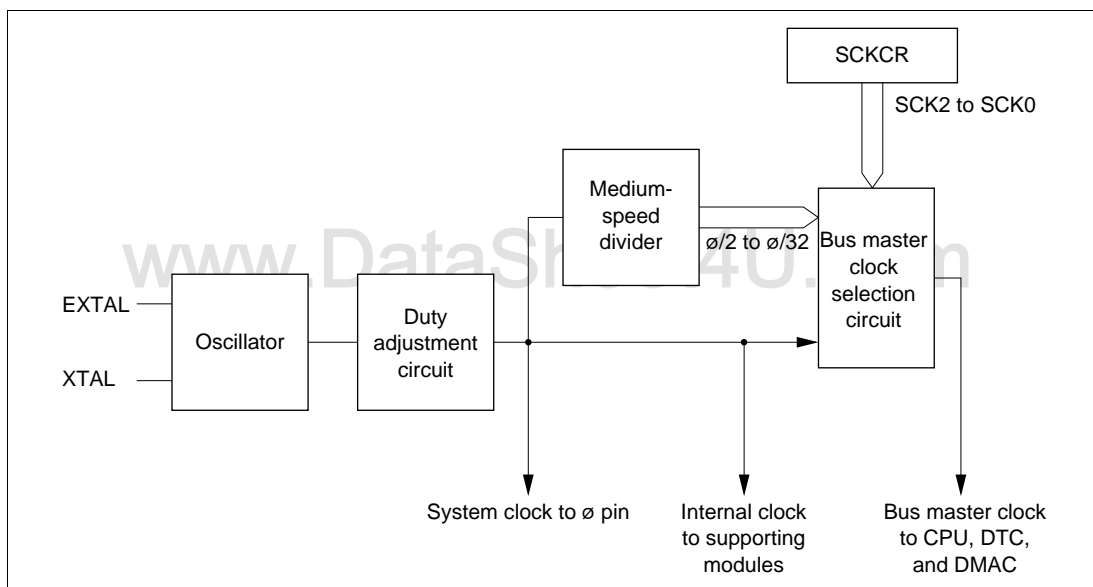 SCKCR
SCK2 to SCK0
Medium-
speed
divider
ø/2 to ø/32
Bus master
clock
selection
circuit
EXTAL
XTAL
Oscillator
Duty
adjustment
circuit
System clock to ø pin
Internal clock
to supporting
modules
Bus master clock
to CPU, DTC,
and DMAC